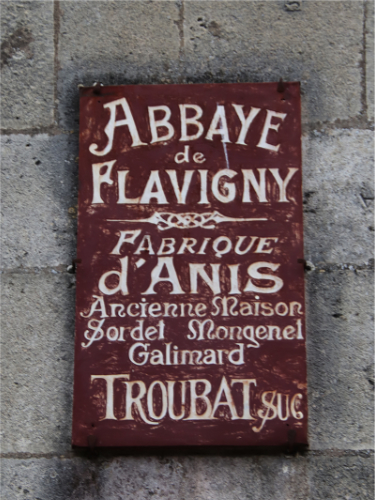 ABBAYE
de
FLAVIGNY
FABRIQUE
d'ANIS
Ancienne Maison
Sordet Mongenet
Galimard
TROUBAT SUC